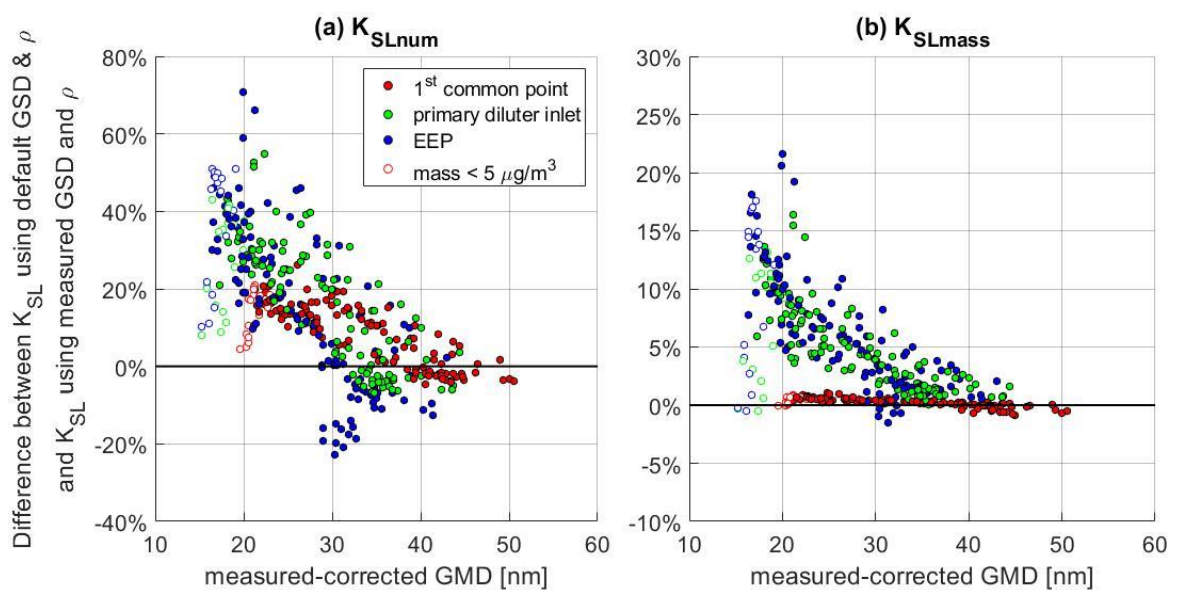 (a) K_SLnum
(b) K_SLmass
Difference between K_SL using default GSD & ρ
and K_SL using measured GSD and ρ
80%
60%
40%
20%
0%
-20%
-40%
1st common point
primary diluter inlet
EEP
mass < 5 μg/m³
10 20 30 40 50 60
measured-corrected GMD [nm]
30%
25%
20%
15%
10%
5%
0%
-5%
-10%
10 20 30 40 50 60
measured-corrected GMD [nm]